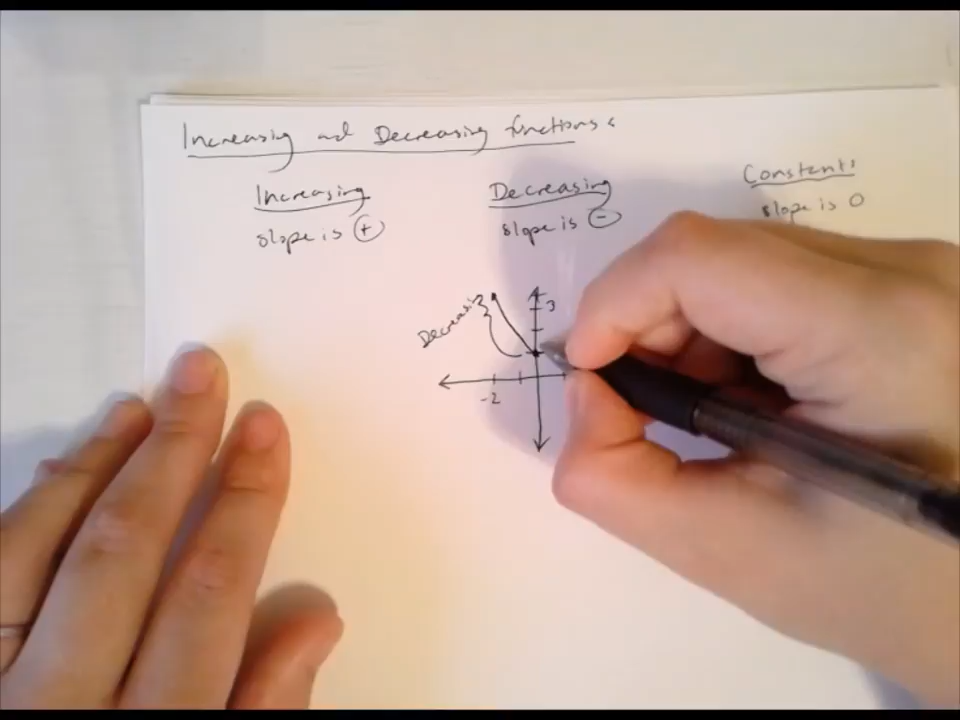 Increasing and Decreasing functions:
Increasing
slope is +
Decreasing
slope is -
Constant:
slope is 0
Decreasing
3
-2